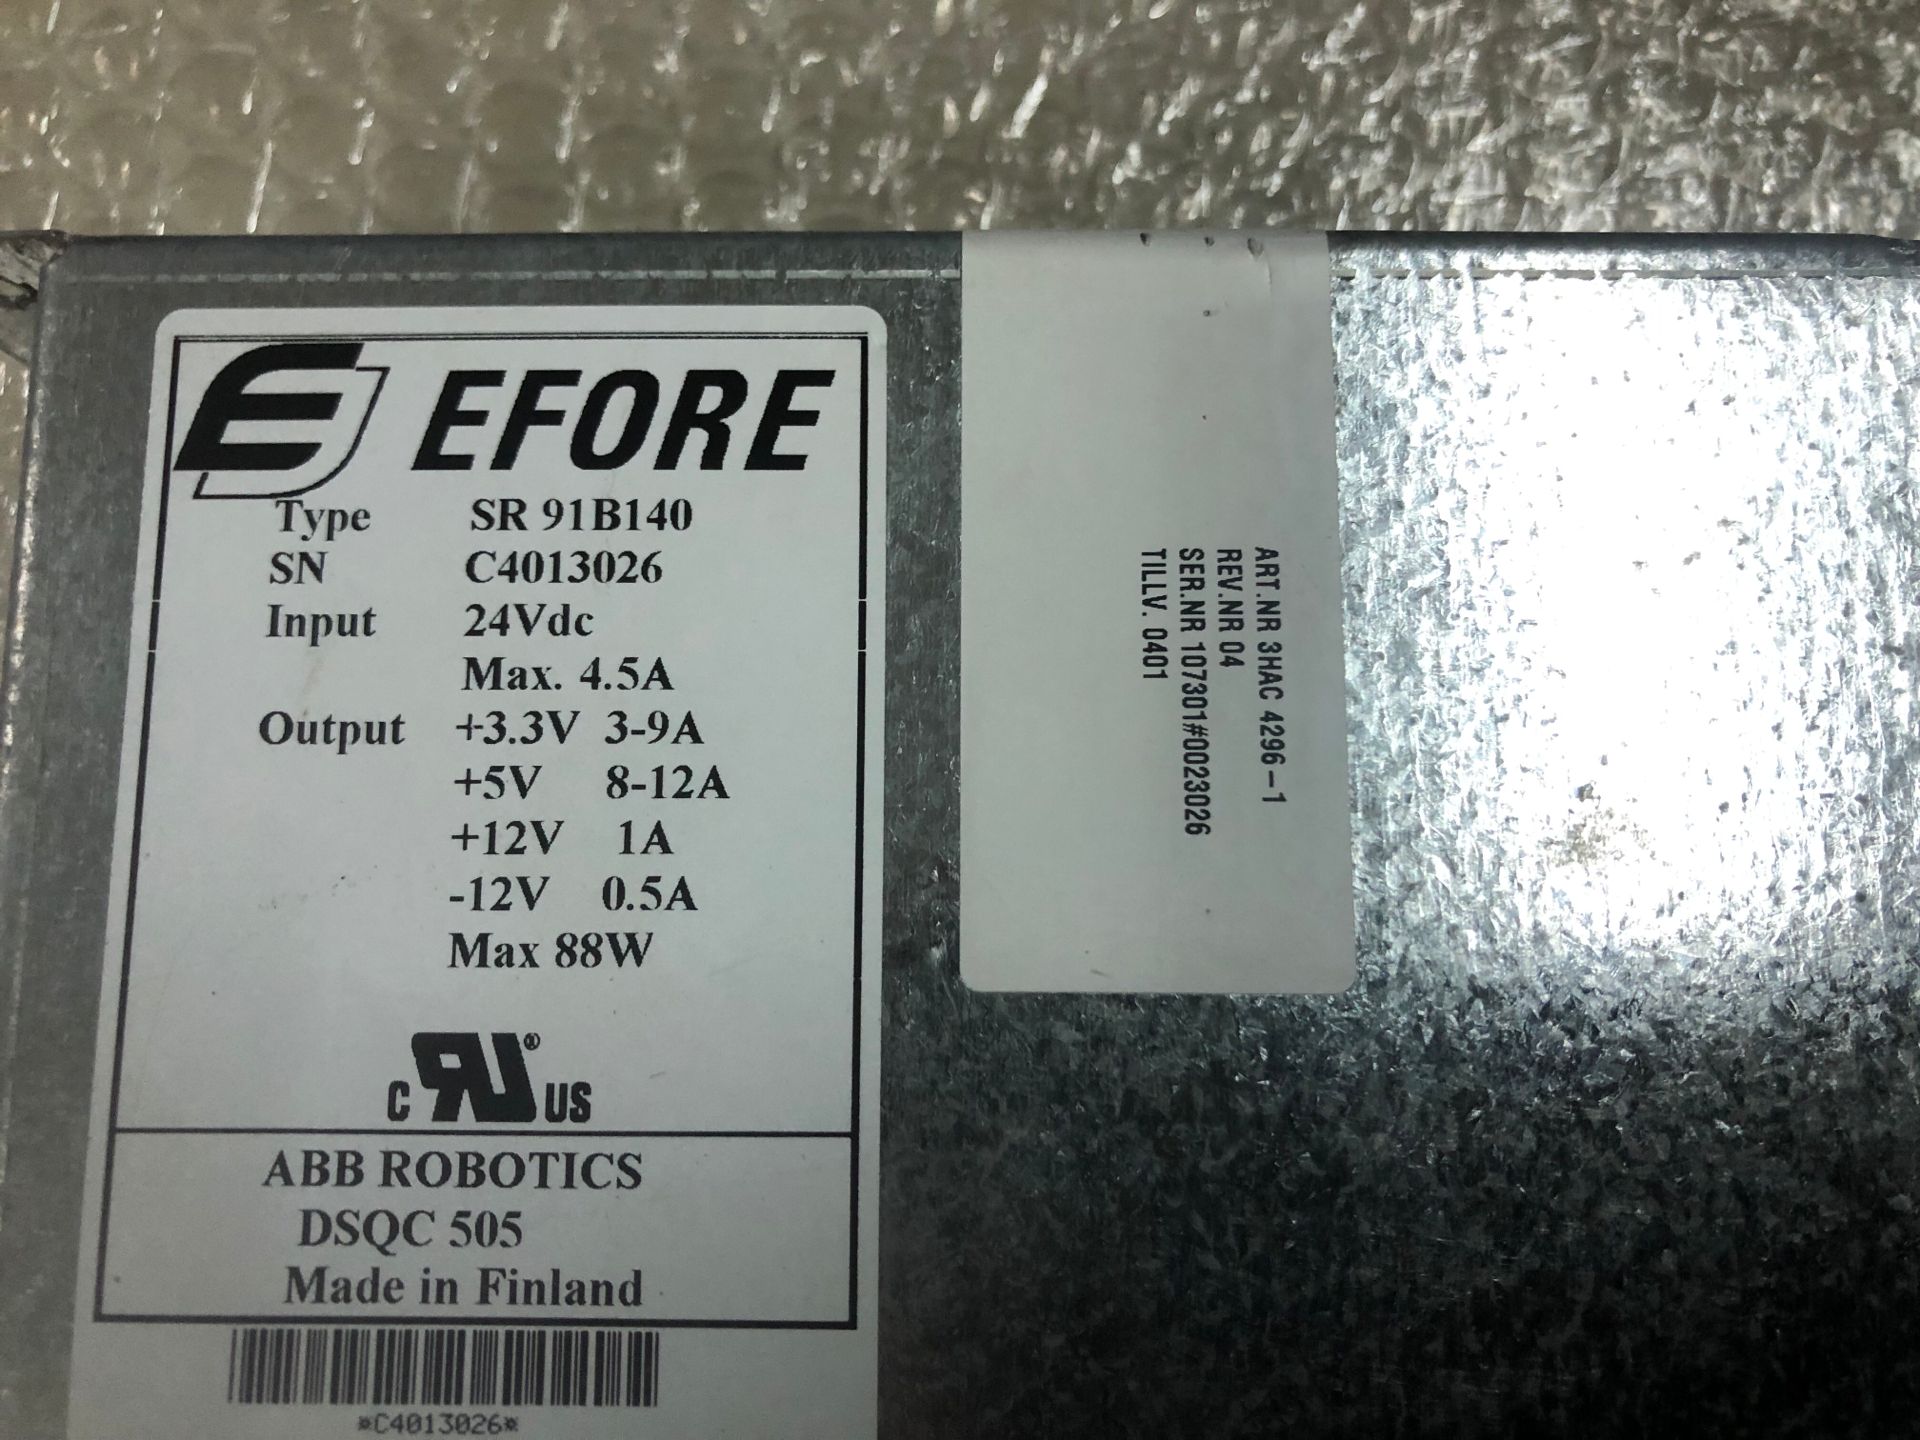 EFORE
Type SR 91B140
SN C4013026
Input 24Vdc
Max. 4.5A
Output +3.3V 3-9A
+5V 8-12A
+12V 1A
-12V 0.5A
Max 88W
C RU® US
ABB ROBOTICS
DSQC 505
Made in Finland
*C4013026*
ART.NR 3HAC 4296-1
REV.NR 04
SER.NR 107301#0023026
TILLV. 0401